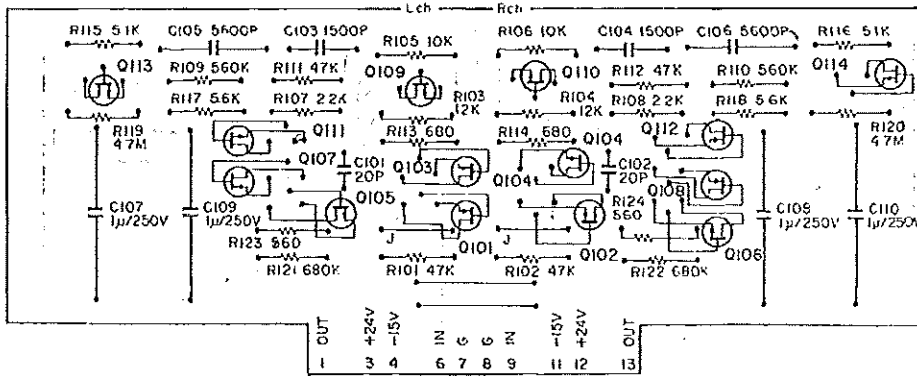 Lch Rch
R115 51K
C105 5600P
C103 1500P
R105 10K
R106 10K
C104 1500P
C106 5600P
R116 51K
Q113
R109 560K
R111 47K
Q109
Q110
R112 47K
R110 560K
Q114
R117 5.6K
R107 2.2K
R103
12K
R104
12K
R108 2.2K
R118 5.6K
R119
4.7M
Q111
R113 680
R114 680
Q104
Q112
R120
4.7M
Q107
C101
20P
Q103
Q104
C102
20P
Q108
C107
1μ/250V
C109
1μ/250V
Q105
R124
560
C108
1μ/250V
C110
1μ/250V
R123 560
J
Q101
J
Q102
Q106
R121 680K
R101 47K
R102 47K
R122 680K
OUT
+24V
-15V
IN
G
G
IN
-15V
+24V
OUT
1 3 4 6 7 8 9 11 12 13